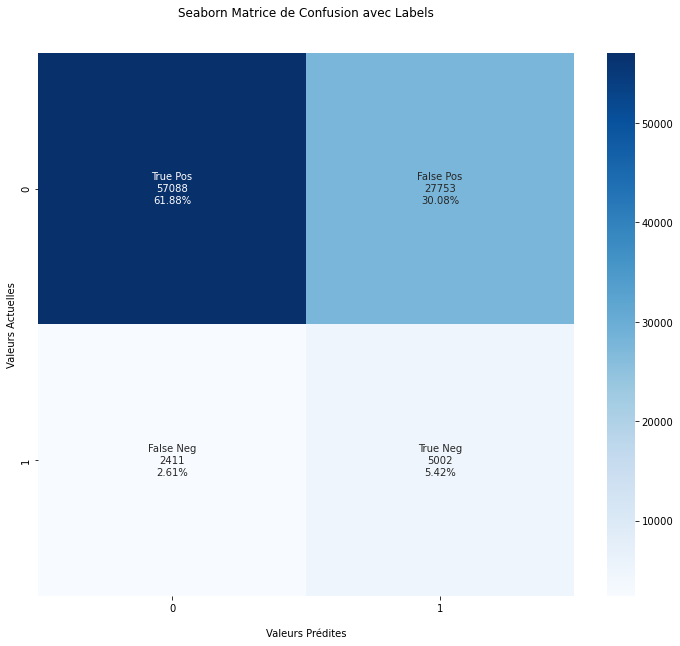 Seaborn Matrice de Confusion avec Labels
True Pos
57088
61.88%
False Pos
27753
30.08%
False Neg
2411
2.61%
True Neg
5002
5.42%
0
1
Valeurs Actuelles
0
1
Valeurs Prédites
50000
40000
30000
20000
10000